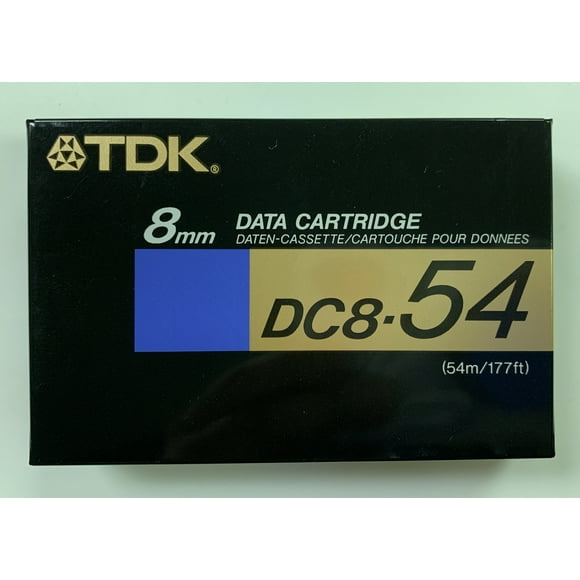 TDK®
8mm DATA CARTRIDGE
DATEN-CASSETTE/CARTOUCHE POUR DONNEES
DC8-54
(54m/177ft)